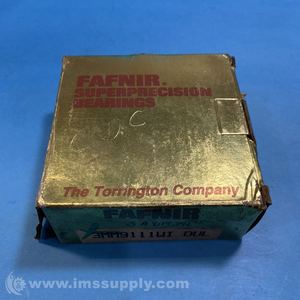 FAFNIR®
SUPERPRECISION
BEARINGS
C D C
The Torrington Company
FAFNIR
3MM9111WI DUL
www.imssupply.com